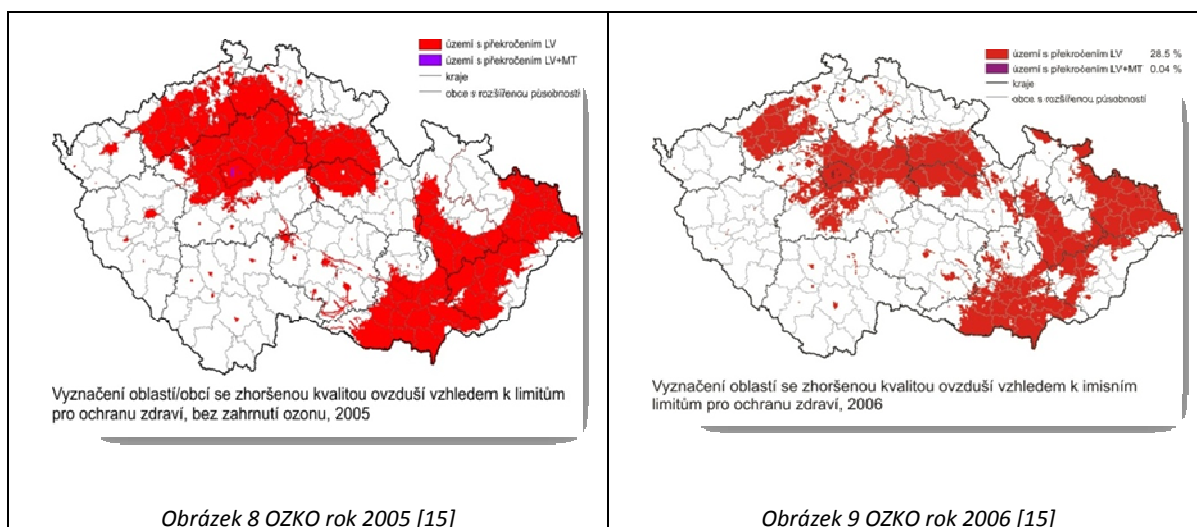 území s překročením LV
území s překročením LV+MT
kraje
obce s rozšířenou působností
Vyznačení oblastí/obcí se zhoršenou kvalitou ovzduší vzhledem k limitům
pro ochranu zdraví, bez zahrnutí ozonu, 2005
Obrázek 8 OZKO rok 2005 [15]
území s překročením LV 28.5 %
území s překročením LV+MT 0.04 %
kraje
obce s rozšířenou působností
Vyznačení oblastí se zhoršenou kvalitou ovzduší vzhledem k imisním
limitům pro ochranu zdraví, 2006
Obrázek 9 OZKO rok 2006 [15]